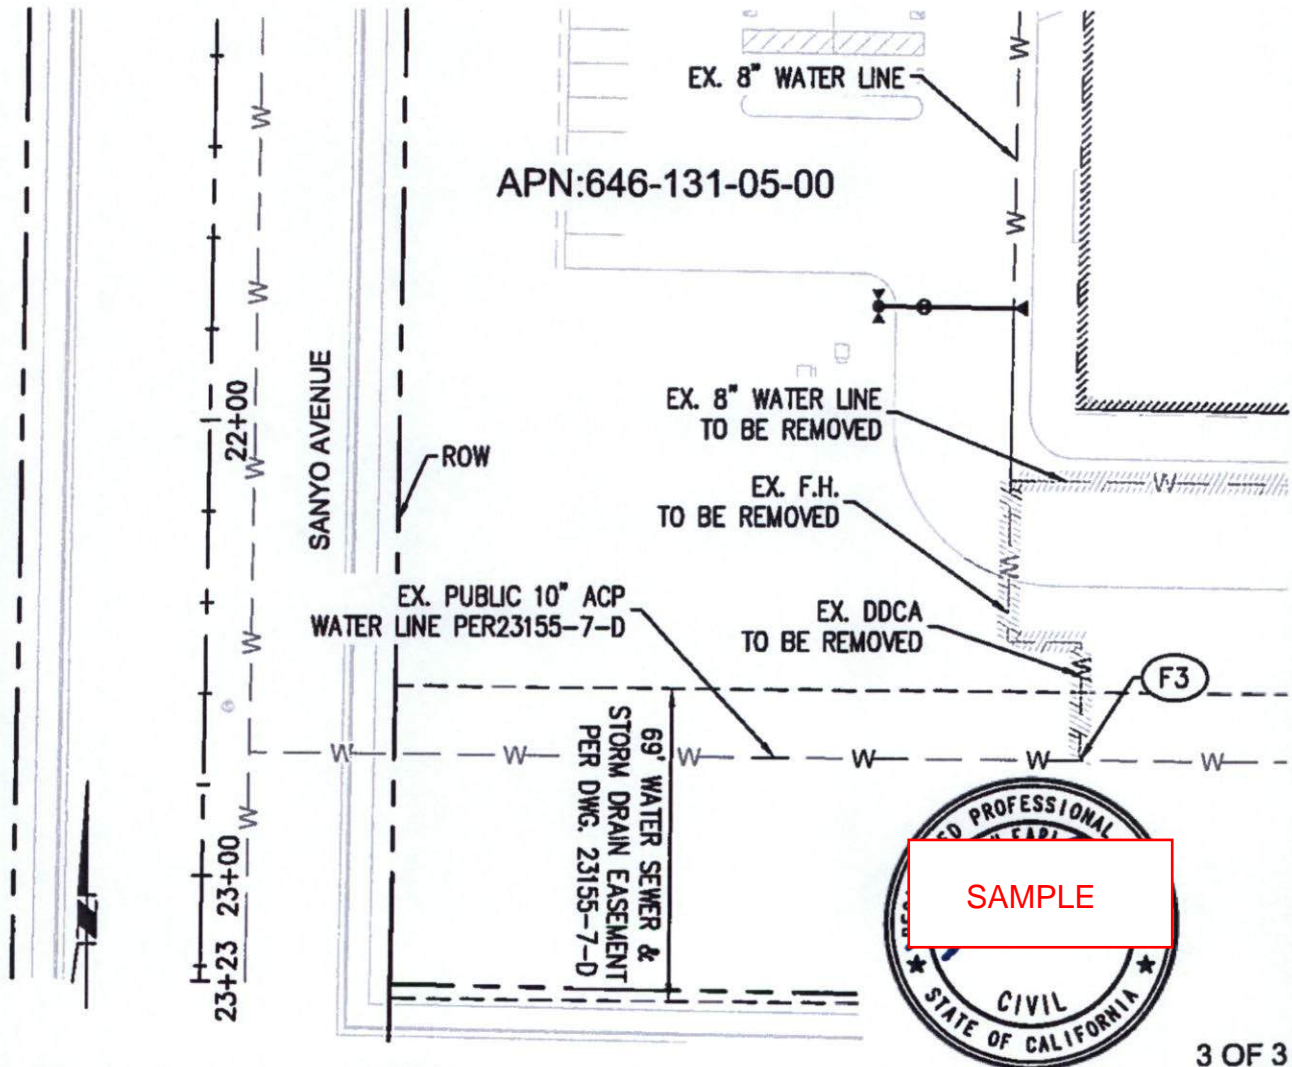 EX. 8" WATER LINE
W
APN:646-131-05-00
W
W
W
SANYO AVENUE
22+00
W
ROW
EX. 8" WATER LINE
TO BE REMOVED
W
EX. F.H.
TO BE REMOVED
W
EX. PUBLIC 10" ACP
WATER LINE PER23155-7-D
EX. DDCA
TO BE REMOVED
W
W
F3
69' WATER SEWER &
STORM DRAIN EASEMENT
PER DWG. 23155-7-D
W
W
W
W
W
W
W
23+00
23+23
PROFESSIONAL
SAMPLE
CIVIL
STATE OF CALIFORNIA
3 OF 3